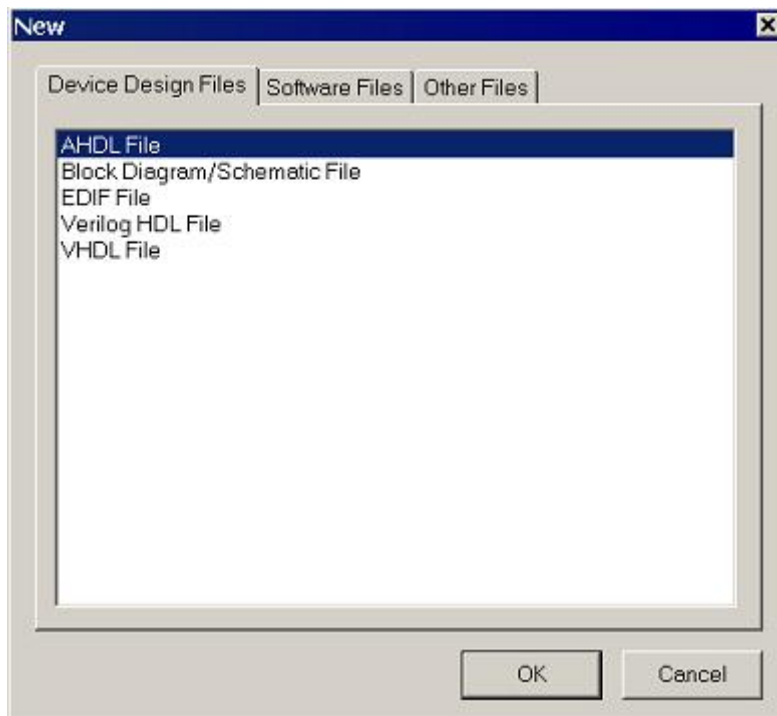 New
Device Design Files Software Files Other Files
AHDL File
Block Diagram/Schematic File
EDIF File
Verilog HDL File
VHDL File
OK Cancel